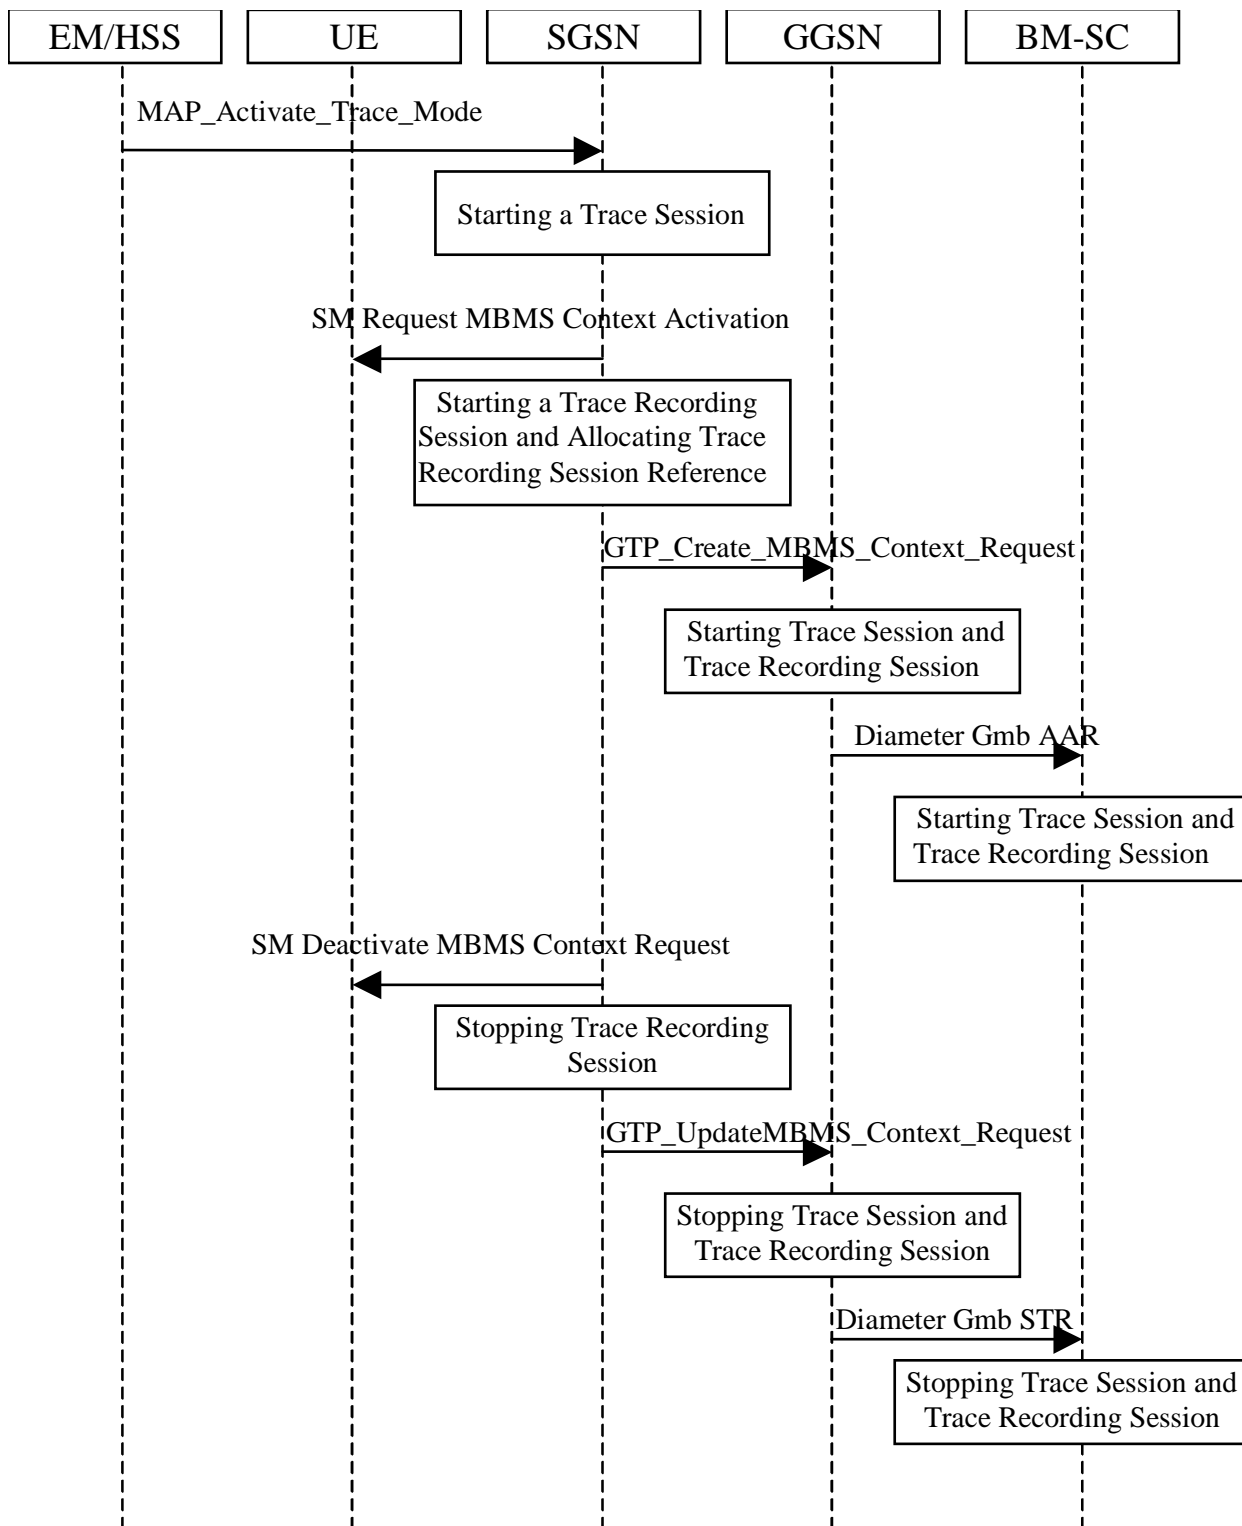 EM/HSS UE SGSN GGSN BM-SC
MAP_Activate_Trace_Mode
Starting a Trace Session
SM Request MBMS Context Activation
Starting a Trace Recording
Session and Allocating Trace
Recording Session Reference
GTP_Create_MBMS_Context_Request
Starting Trace Session and
Trace Recording Session
Diameter Gmb AAR
Starting Trace Session and
Trace Recording Session
SM Deactivate MBMS Context Request
Stopping Trace Recording
Session
GTP_UpdateMBMS_Context_Request
Stopping Trace Session and
Trace Recording Session
Diameter Gmb STR
Stopping Trace Session and
Trace Recording Session